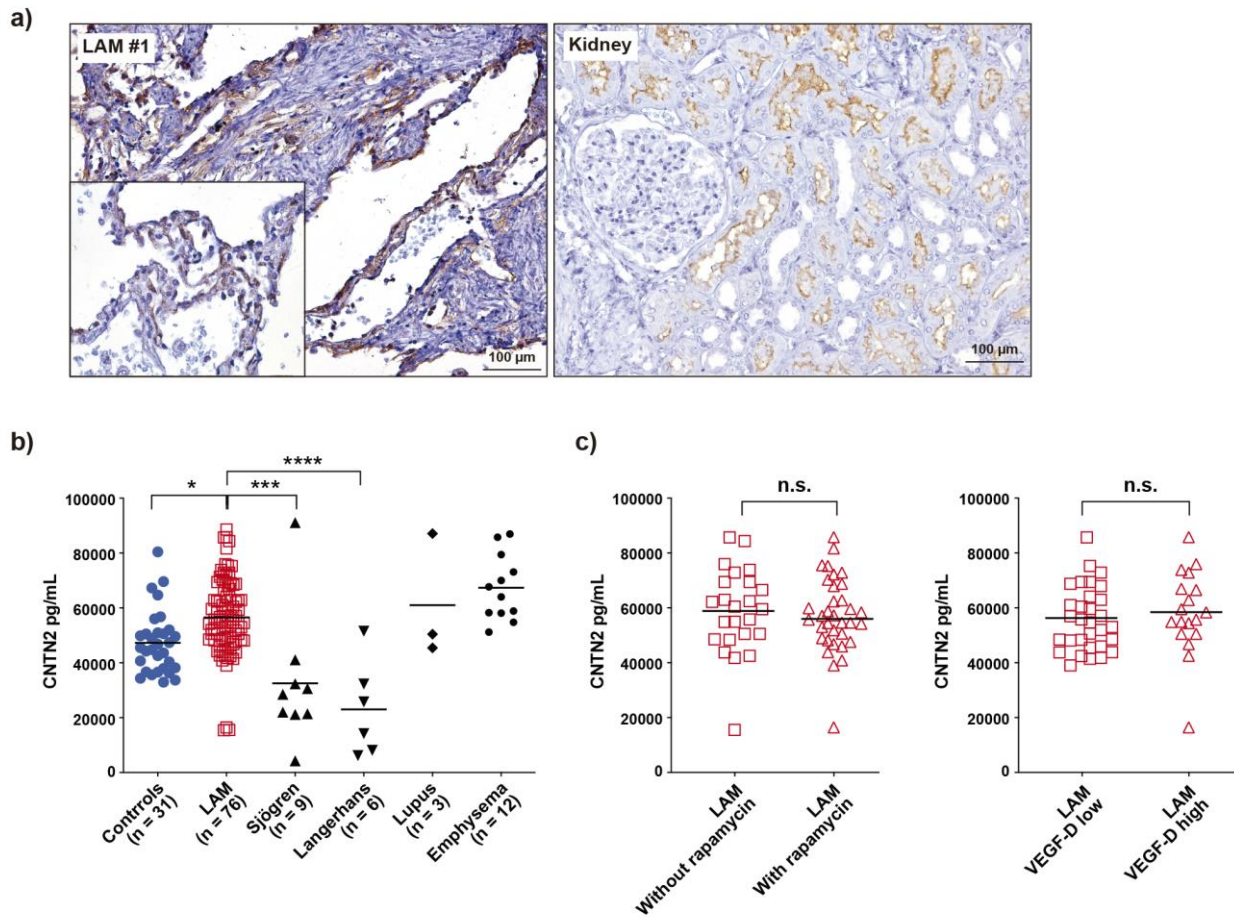 a)
LAM #1
Kidney
100 µm
100 µm
b)
****
*
***
CNTN2 pg/mL
100000
80000
60000
40000
20000
0
Contrrols
(n = 31)
LAM
(n = 76)
Sjögren
(n = 9)
Langerhans
(n = 6)
Lupus
(n = 3)
Emphysema
(n = 12)
c)
n.s.
CNTN2 pg/mL
100000
80000
60000
40000
20000
0
LAM
Without rapamycin
LAM
With rapamycin
n.s.
CNTN2 pg/mL
100000
80000
60000
40000
20000
0
LAM
VEGF-D low
LAM
VEGF-D high